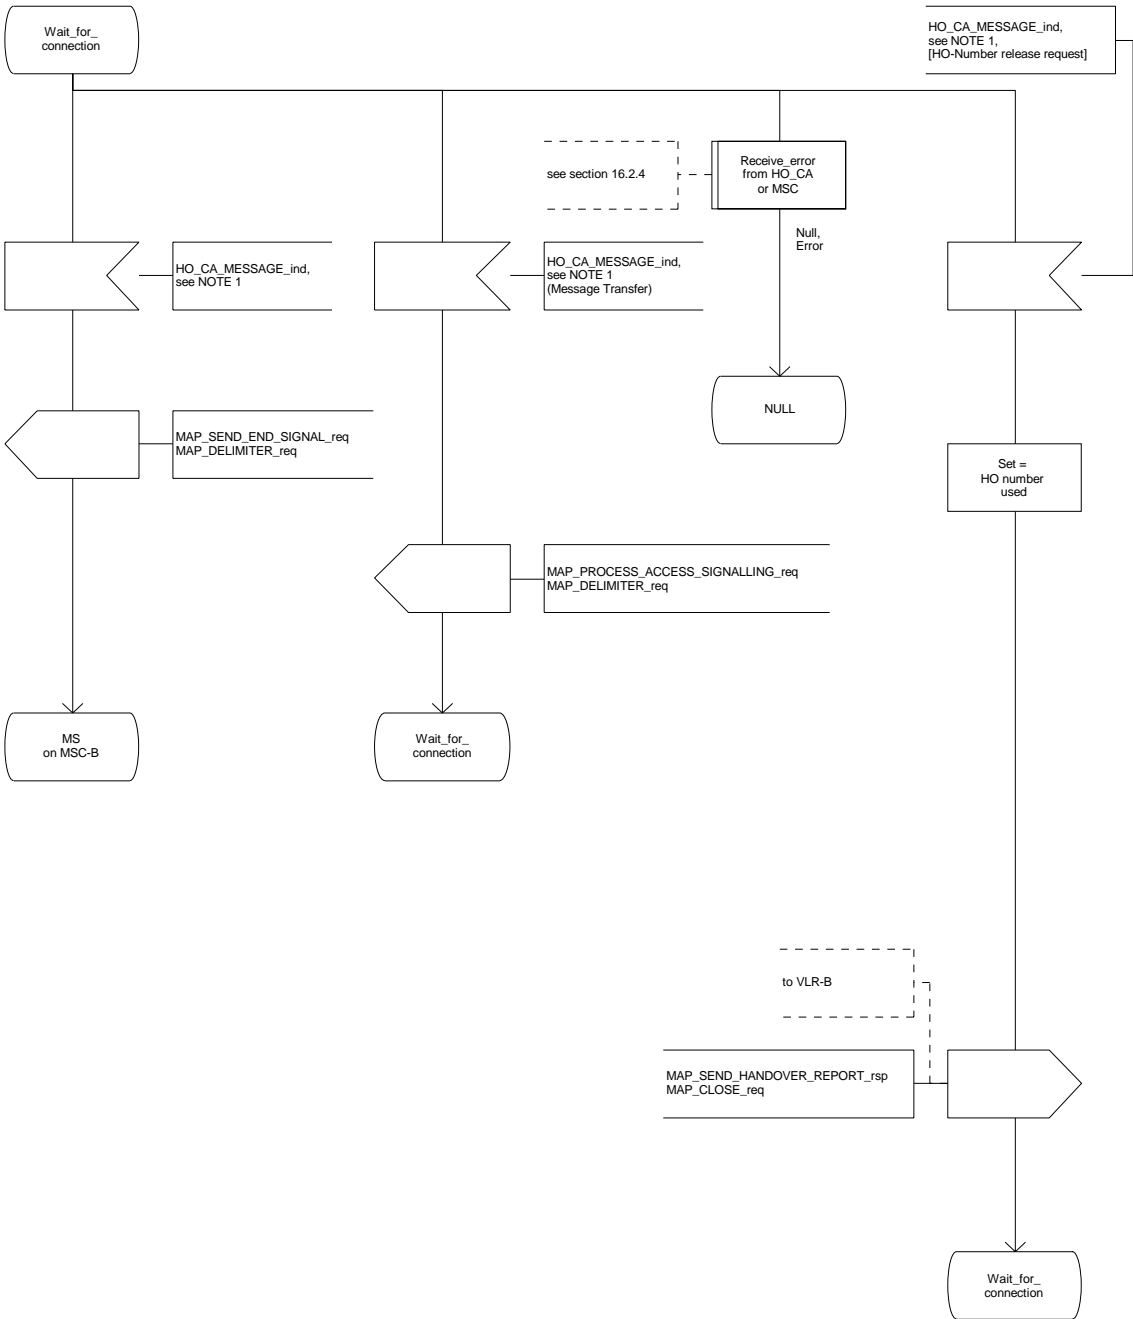 Wait_for_
connection
HO_CA_MESSAGE_ind,
see NOTE 1,
[HO-Number release request]
see section 16.2.4
Receive_error
from HO_CA
or MSC
Null,
Error
HO_CA_MESSAGE_ind,
see NOTE 1
HO_CA_MESSAGE_ind,
see NOTE 1
(Message Transfer)
NULL
MAP_SEND_END_SIGNAL_req
MAP_DELIMITER_req
Set =
HO number
used
MAP_PROCESS_ACCESS_SIGNALLING_req
MAP_DELIMITER_req
MS
on MSC-B
Wait_for_
connection
to VLR-B
MAP_SEND_HANDOVER_REPORT_rsp
MAP_CLOSE_req
Wait_for_
connection